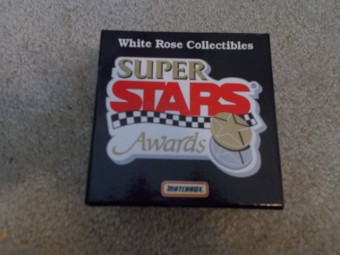 White Rose Collectibles
SUPER
STARS®
Awards
MATCHBOX